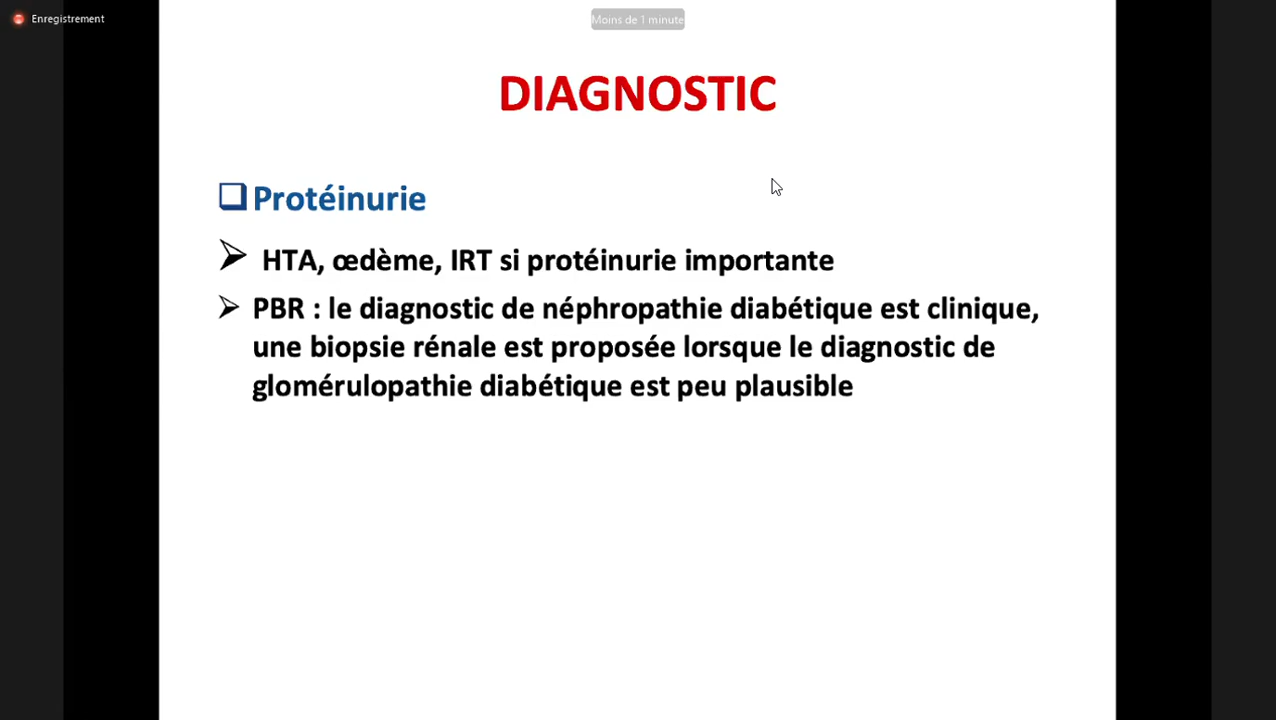 Enregistrement
Moins de 1 minute
DIAGNOSTIC
Protéinurie
HTA, œdème, IRT si protéinurie importante
PBR : le diagnostic de néphropathie diabétique est clinique,
une biopsie rénale est proposée lorsque le diagnostic de
glomérulopathie diabétique est peu plausible